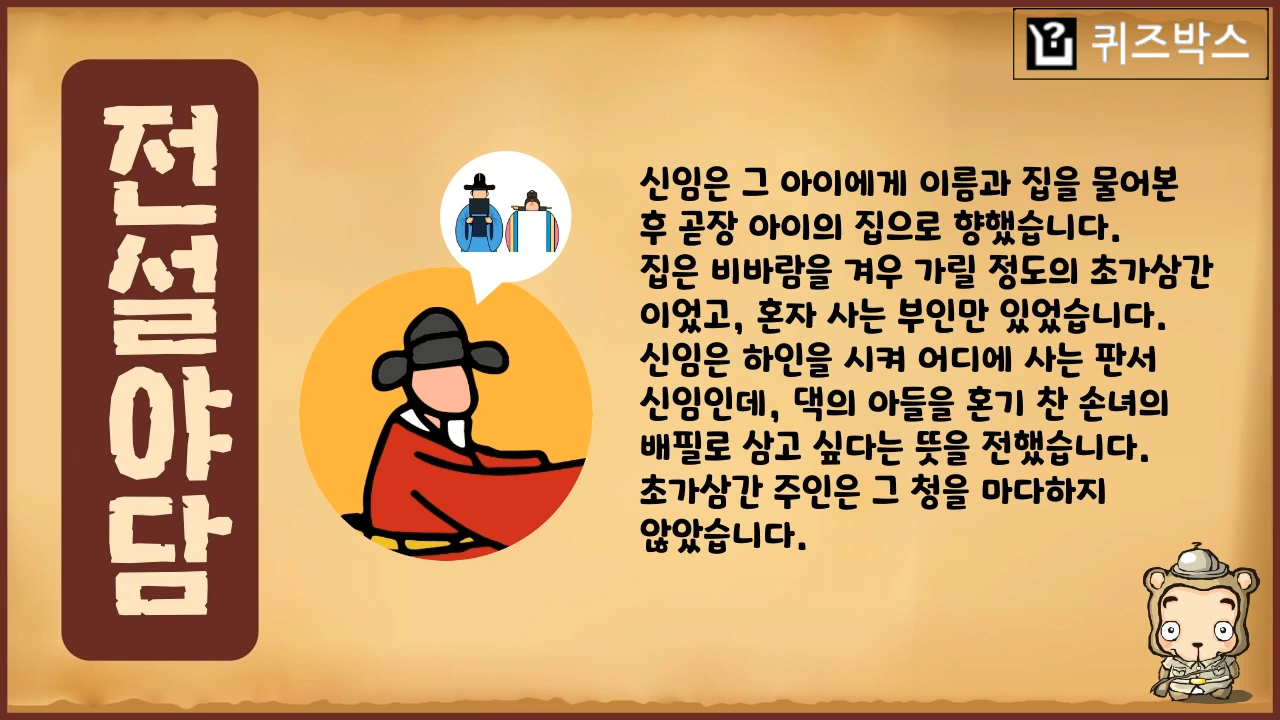 퀴즈박스
전설야담
신임은 그 아이에게 이름과 집을 물어본
후 곧장 아이의 집으로 향했습니다.
집은 비바람을 겨우 가릴 정도의 초가삼간
이었고, 혼자 사는 부인만 있었습니다.
신임은 하인을 시켜 어디에 사는 판서
신임인데, 댁의 아들을 혼기 찬 손녀의
배필로 삼고 싶다는 뜻을 전했습니다.
초가삼간 주인은 그 청을 마다하지
않았습니다.